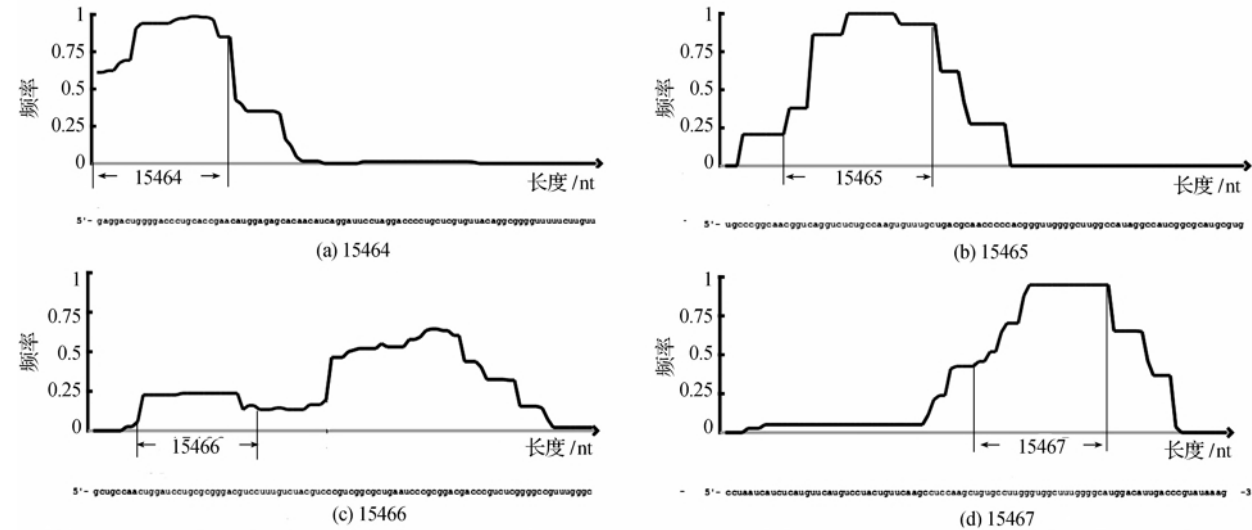 1
0.75
0.5
0.25
0
频率
15464
长度/nt
5'- gaggacuggggacccugcaccgaacauggagagcacaacaucaggauuccuaggaccccugcucguguuacaggcgggguuuuucuuguu
(a) 15464
1
0.75
0.5
0.25
0
频率
15465
长度/nt
5'- ugcccggcaacggucaggucucugccaaguguuugcugacgcaacccccacggguuggggcuuggccauaggccaucggcgcaugcgug
(b) 15465
1
0.75
0.5
0.25
0
频率
15466
长度/nt
5'- gcugccaacuggauccugcgcgggacguccuuugucuacgucccgucggcgcugaaucccgcggacgacccgucucggggccguuugggc
(c) 15466
1
0.75
0.5
0.25
0
频率
15467
长度/nt
5'- ccuaaucaucucauguucauguccuacuguucaagccuccaagcugugccuuggguggcuuuggggcauggacauugacccguauaaag -3
(d) 15467